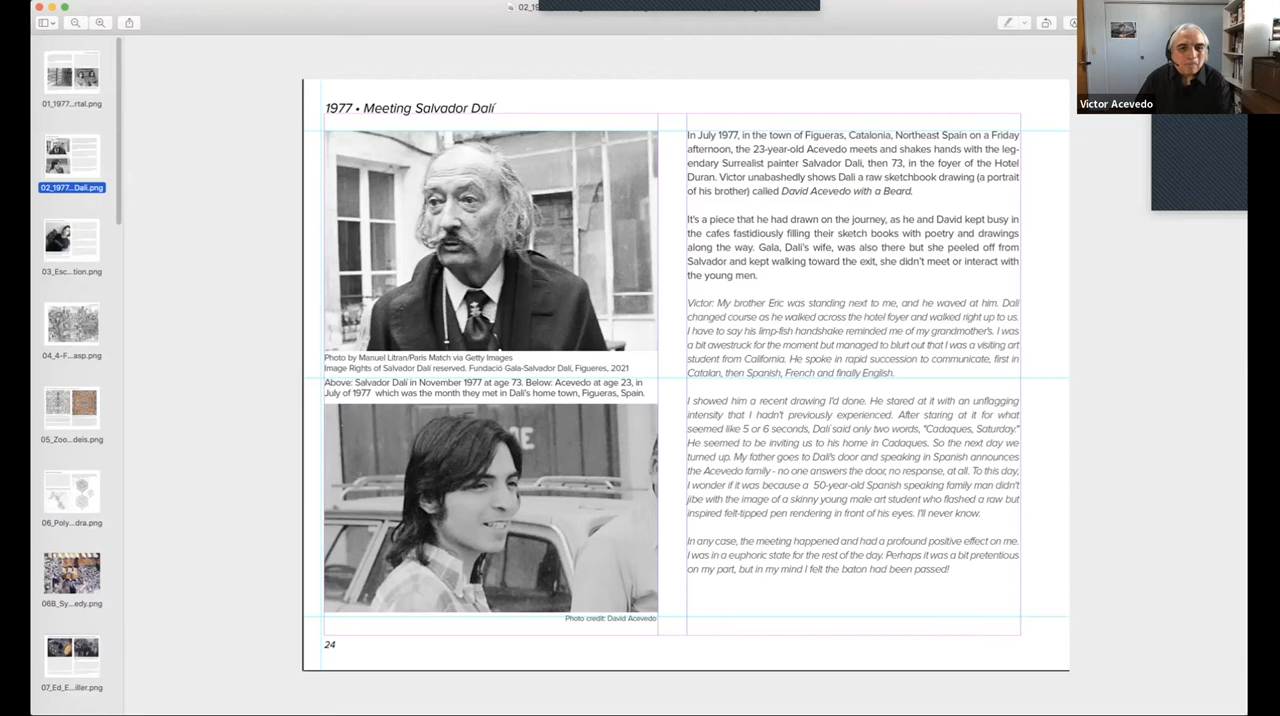 02_19
Victor Acevedo
01_1977...rtal.png
02_1977...Dalí.png
03_Esc...tion.png
04_4-F...asp.png
05_Zoo...deis.png
06_Poly...dra.png
06B_Sy...edy.png
07_Ed_E...iller.png
1977 • Meeting Salvador Dalí
Photo by Manuel Litran/Paris Match via Getty Images
Image Rights of Salvador Dalí reserved. Fundació Gala-Salvador Dalí, Figueres, 2021
Above: Salvador Dalí in November 1977 at age 73. Below: Acevedo at age 23, in
July of 1977 which was the month they met in Dalí's home town, Figueras, Spain.
Photo credit: David Acevedo
24
In July 1977, in the town of Figueras, Catalonia, Northeast Spain on a Friday
afternoon, the 23-year-old Acevedo meets and shakes hands with the leg-
endary Surrealist painter Salvador Dalí, then 73, in the foyer of the Hotel
Duran. Victor unabashedly shows Dalí a raw sketchbook drawing (a portrait
of his brother) called David Acevedo with a Beard.
It's a piece that he had drawn on the journey, as he and David kept busy in
the cafes fastidiously filling their sketch books with poetry and drawings
along the way. Gala, Dalí's wife, was also there but she peeled off from
Salvador and kept walking toward the exit, she didn't meet or interact with
the young men.
Victor: My brother Eric was standing next to me, and he waved at him. Dalí
changed course as he walked across the hotel foyer and walked right up to us.
I have to say his limp-fish handshake reminded me of my grandmother's. I was
a bit awestruck for the moment but managed to blurt out that I was a visiting art
student from California. He spoke in rapid succession to communicate, first in
Catalan, then Spanish, French and finally English.
I showed him a recent drawing I'd done. He stared at it with an unflagging
intensity that I hadn't previously experienced. After staring at it for what
seemed like 5 or 6 seconds, Dalí said only two words, "Cadaques, Saturday."
He seemed to be inviting us to his home in Cadaques. So the next day we
turned up. My father goes to Dalí's door and speaking in Spanish announces
the Acevedo family - no one answers the door, no response, at all. To this day,
I wonder if it was because a 50-year-old Spanish speaking family man didn't
jibe with the image of a skinny young male art student who flashed a raw but
inspired felt-tipped pen rendering in front of his eyes. I'll never know.
In any case, the meeting happened and had a profound positive effect on me.
I was in a euphoric state for the rest of the day. Perhaps it was a bit pretentious
on my part, but in my mind I felt the baton had been passed!